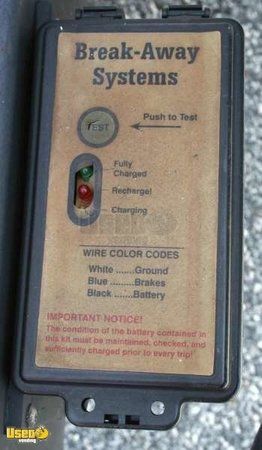 Break-Away
Systems
TEST
Push to Test
Fully
Charged
Recharge!
Charging
WIRE COLOR CODES
White .......Ground
Blue .........Brakes
Black .......Battery
IMPORTANT NOTICE!
The condition of the battery contained in
this kit must be maintained, checked, and
sufficiently charged prior to every trip!
Used
vending